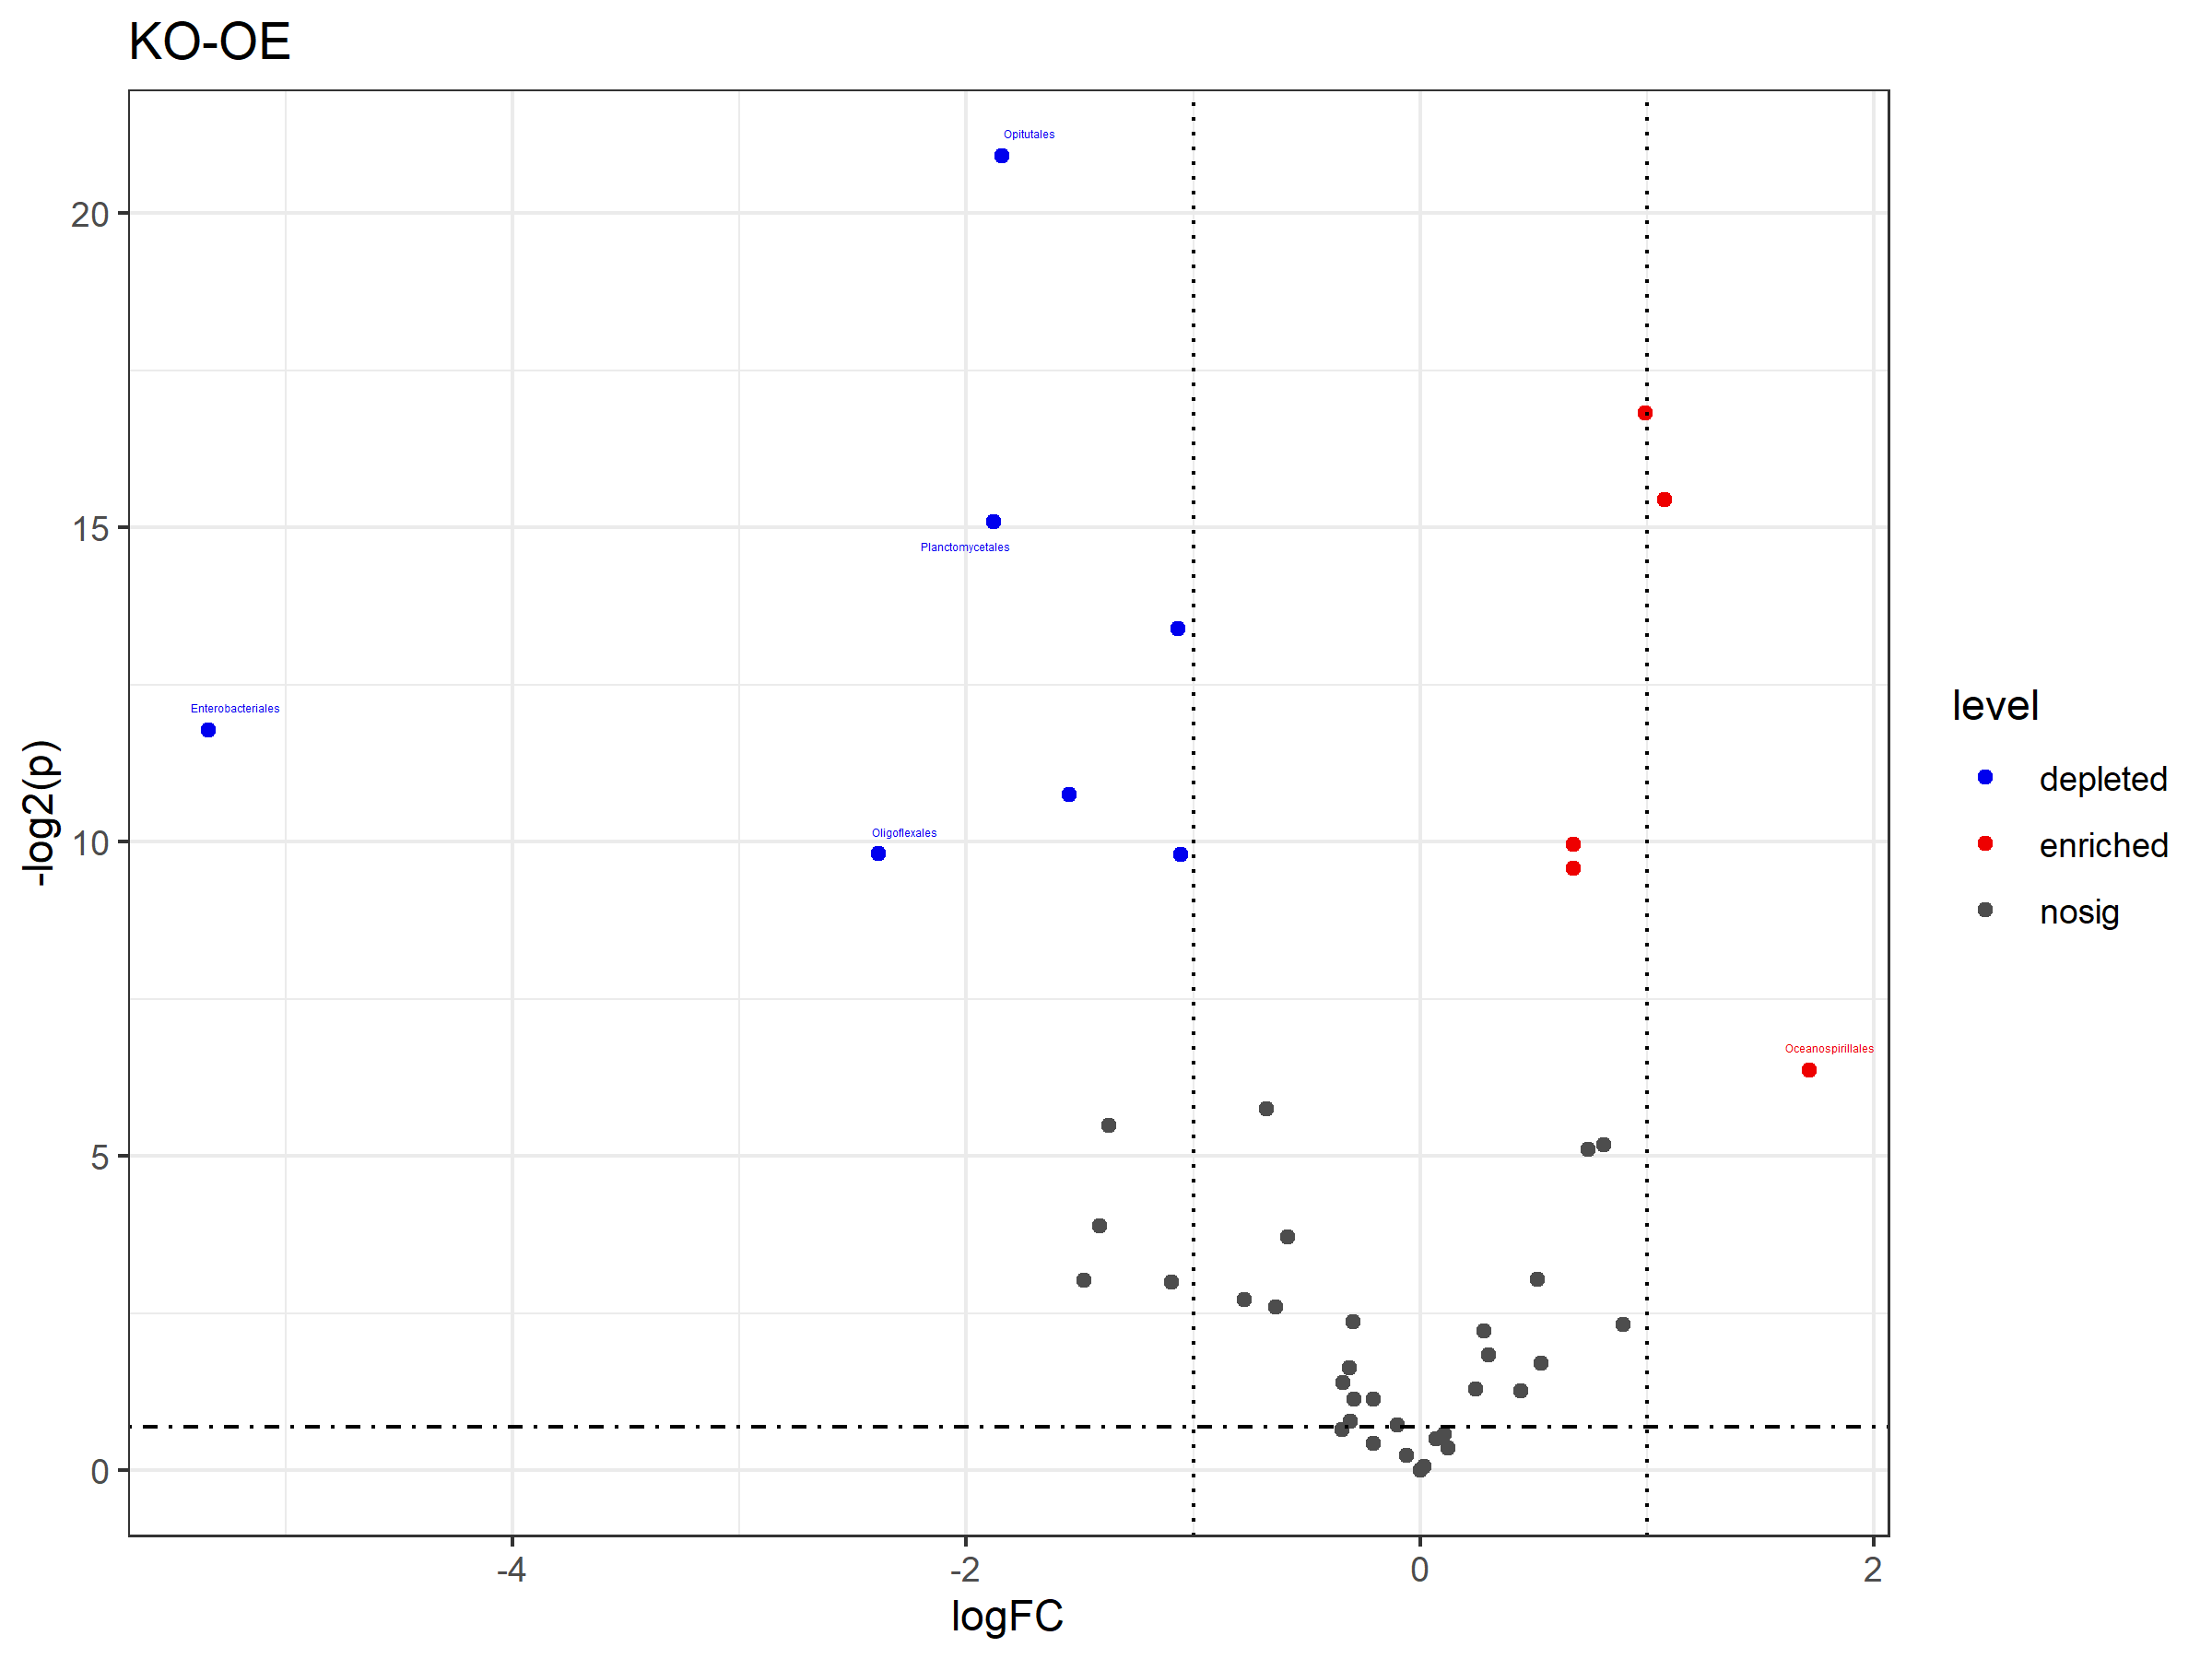 KO-OE
Opitutales
20
15
Planctomycetales
Enterobacteriales
-log2(p)
level
depleted
enriched
nosig
10
Oligoflexales
Oceanospirillales
5
0
-4
-2
0
2
logFC